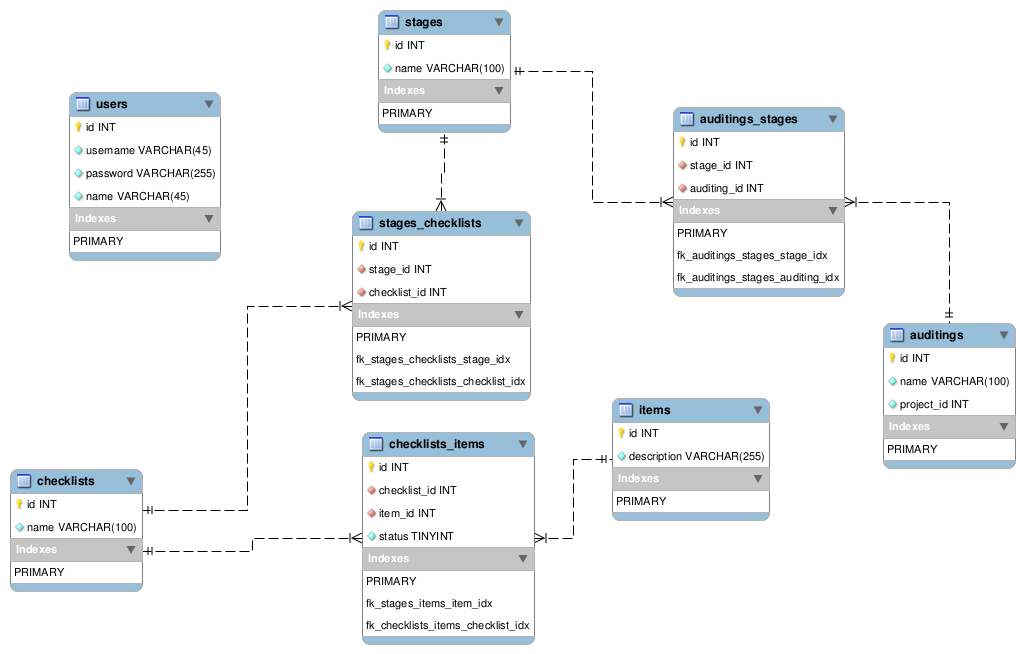 stages
id INT
name VARCHAR(100)
Indexes
PRIMARY
users
id INT
username VARCHAR(45)
password VARCHAR(255)
name VARCHAR(45)
Indexes
PRIMARY
auditings_stages
id INT
stage_id INT
auditing_id INT
Indexes
PRIMARY
fk_auditings_stages_stage_idx
fk_auditings_stages_auditing_idx
stages_checklists
id INT
stage_id INT
checklist_id INT
Indexes
PRIMARY
fk_stages_checklists_stage_idx
fk_stages_checklists_checklist_idx
auditings
id INT
name VARCHAR(100)
project_id INT
Indexes
PRIMARY
items
id INT
description VARCHAR(255)
Indexes
PRIMARY
checklists_items
id INT
checklist_id INT
item_id INT
status TINYINT
Indexes
PRIMARY
fk_stages_items_item_idx
fk_checklists_items_checklist_idx
checklists
id INT
name VARCHAR(100)
Indexes
PRIMARY